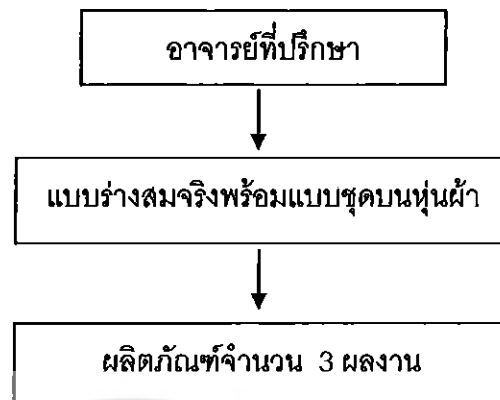 อาจารย์ที่ปรึกษา
แบบร่างสมจริงพร้อมแบบชุดบนหุ่นผ้า
ผลิตภัณฑ์จำนวน 3 ผลงาน